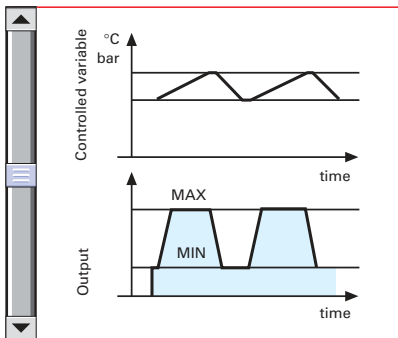 Controlled variable
°C
bar
time
Output
MAX
MIN
time